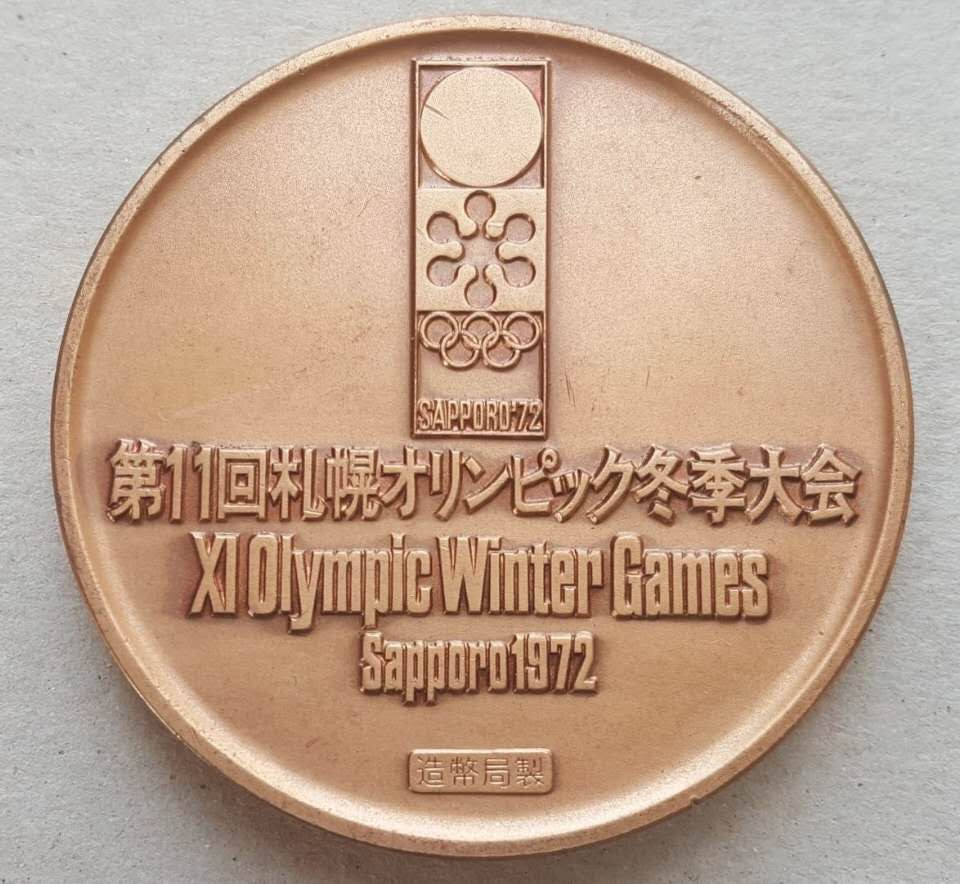 SAPPORO'72
第11回札幌オリンピック冬季大会
XI Olympic Winter Games
Sapporo 1972
造幣局製